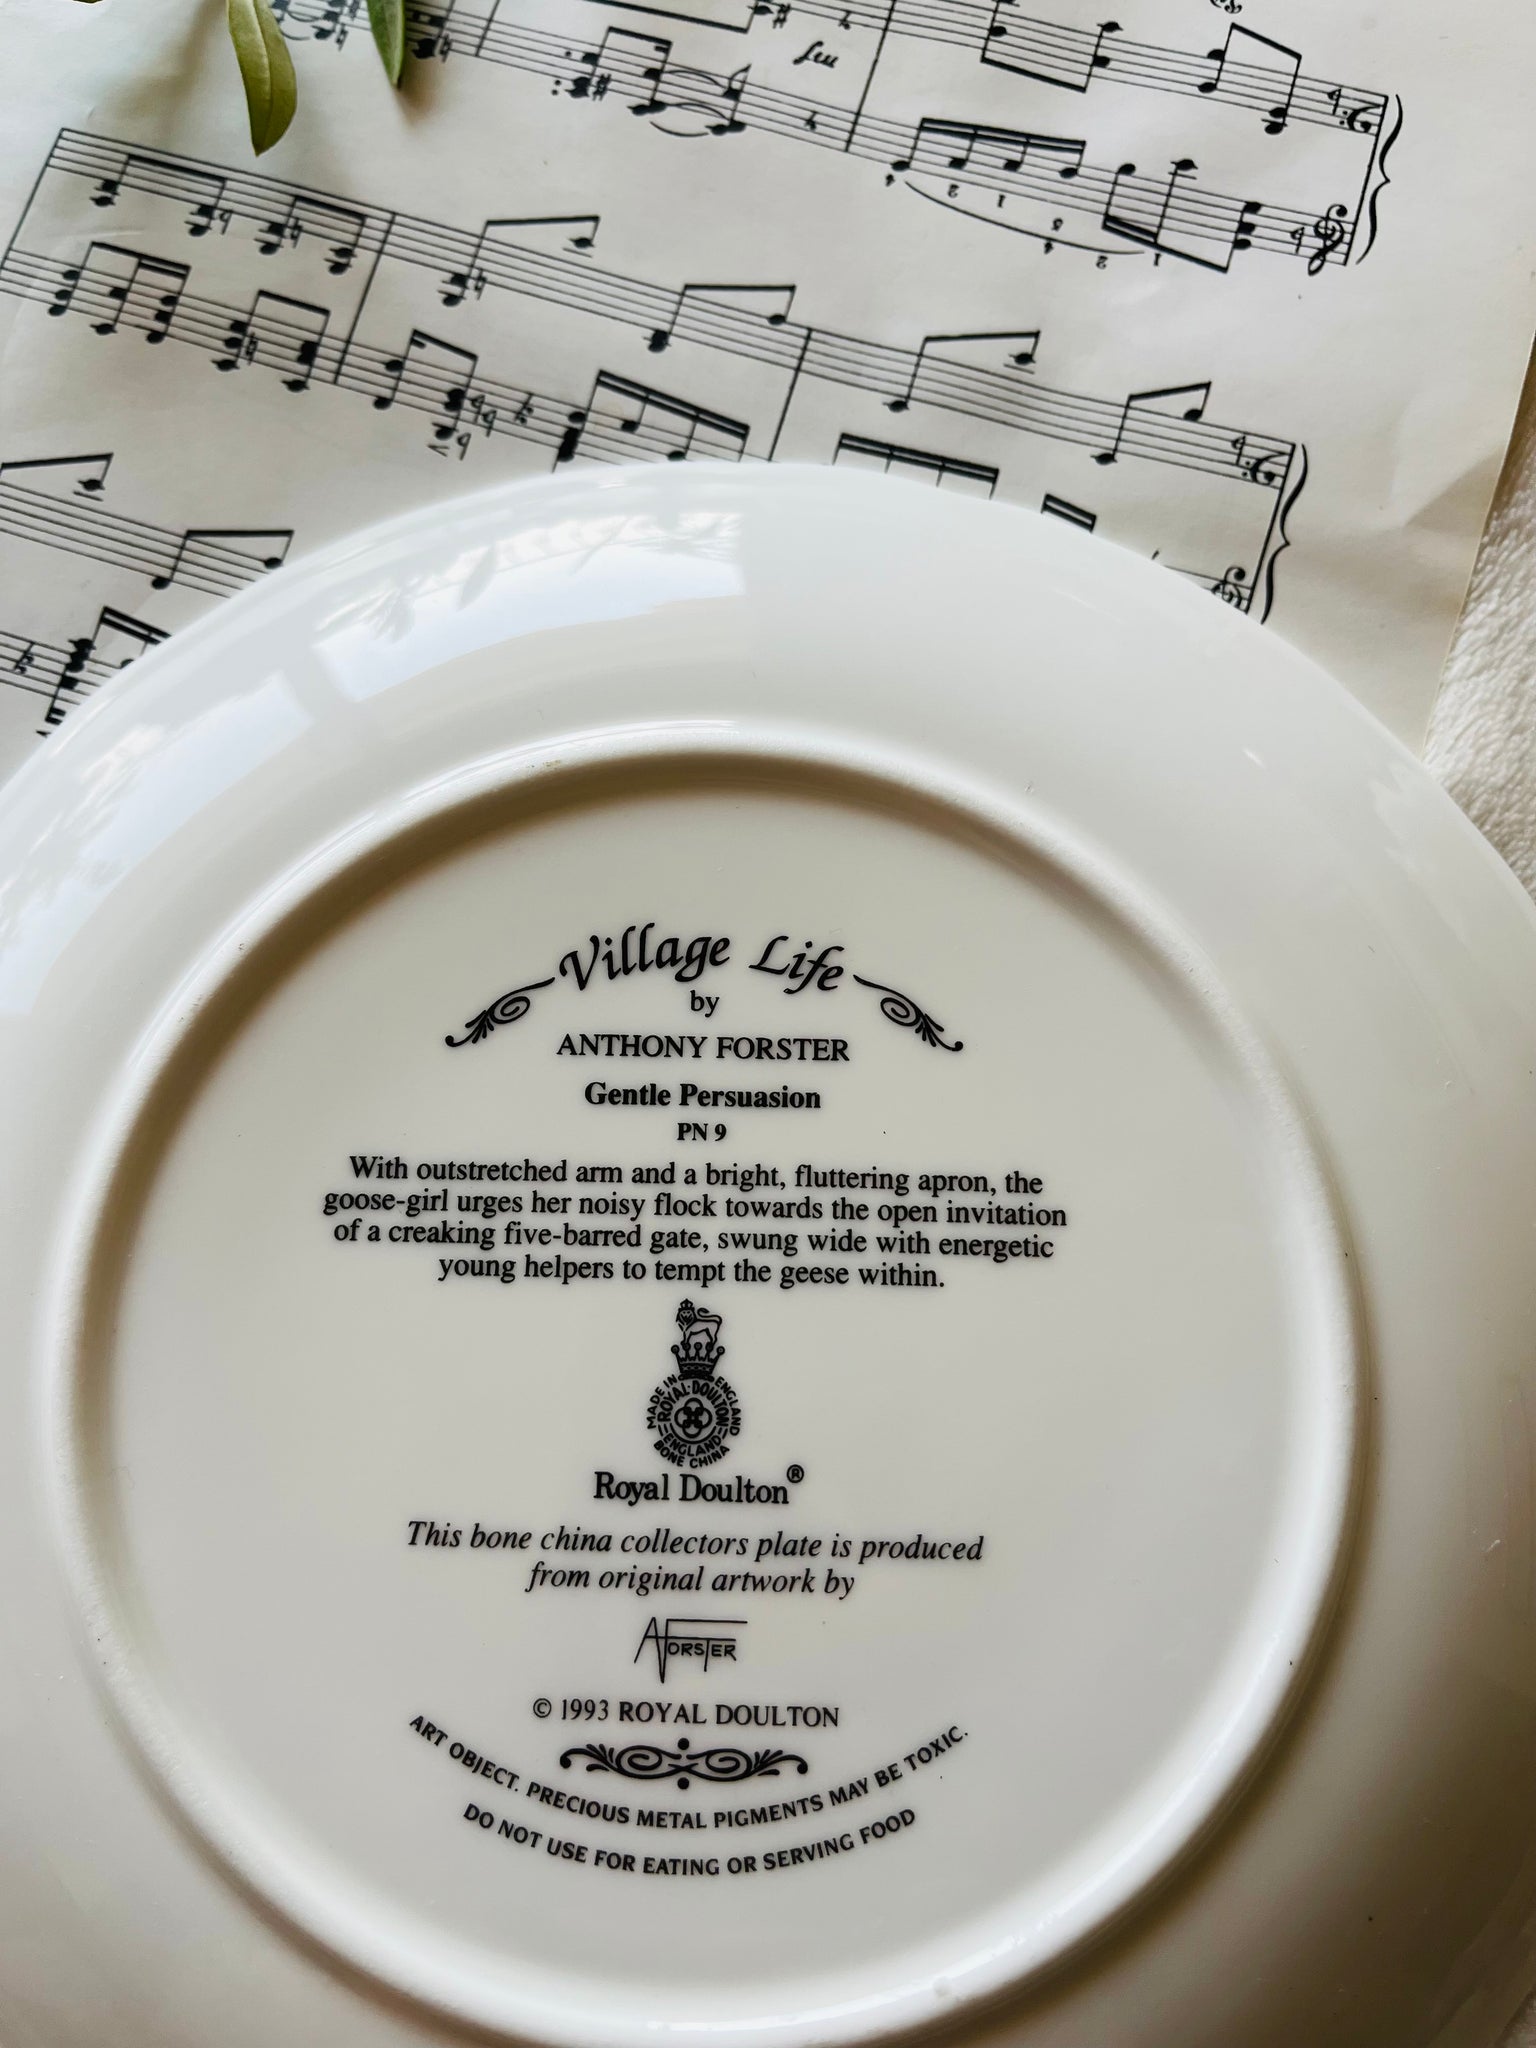 Village Life
by
ANTHONY FORSTER
Gentle Persuasion
PN 9
With outstretched arm and a bright, fluttering apron, the
goose-girl urges her noisy flock towards the open invitation
of a creaking five-barred gate, swung wide with energetic
young helpers to tempt the geese within.
MADE IN ENGLAND
ROYAL·DOULTON
ENGLAND
BONE CHINA
Royal Doulton®
This bone china collectors plate is produced
from original artwork by
AFORSTER
© 1993 ROYAL DOULTON
ART OBJECT. PRECIOUS METAL PIGMENTS MAY BE TOXIC.
DO NOT USE FOR EATING OR SERVING FOOD